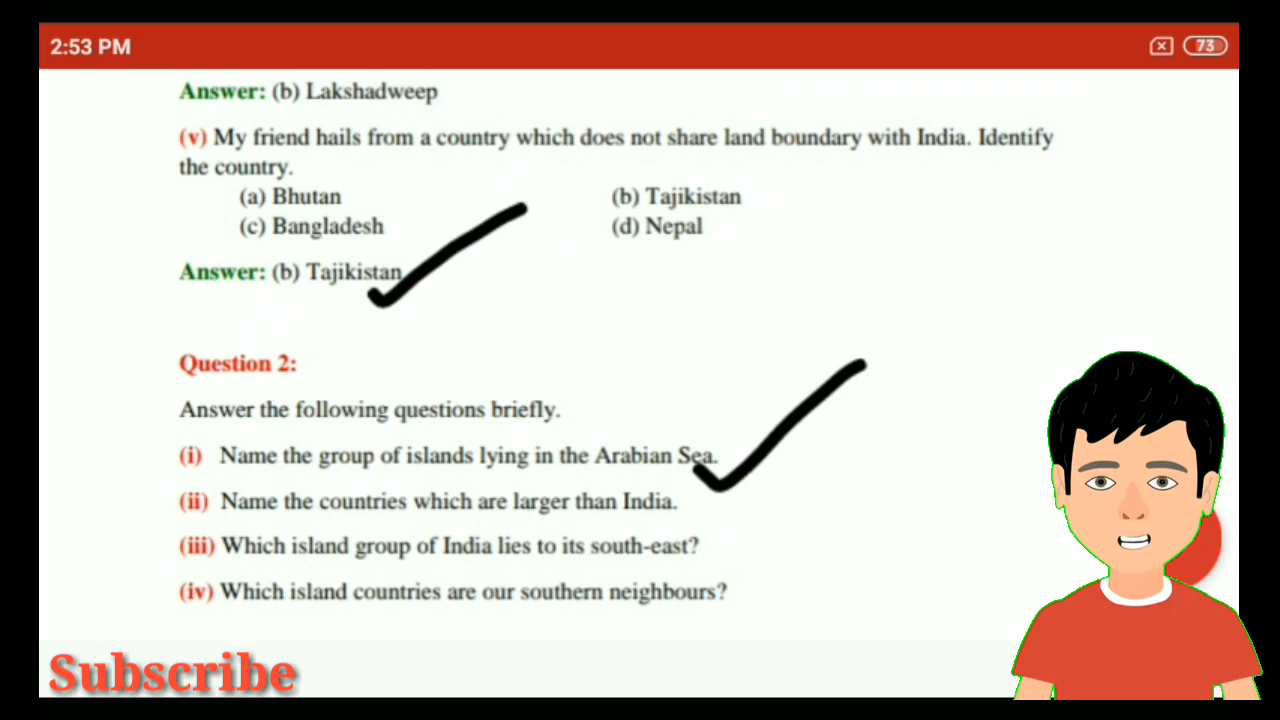 2:53 PM
73
Answer: (b) Lakshadweep
(v) My friend hails from a country which does not share land boundary with India. Identify
the country.
(a) Bhutan (b) Tajikistan
(c) Bangladesh (d) Nepal
Answer: (b) Tajikistan
Question 2:
Answer the following questions briefly.
(i) Name the group of islands lying in the Arabian Sea.
(ii) Name the countries which are larger than India.
(iii) Which island group of India lies to its south-east?
(iv) Which island countries are our southern neighbours?
Subscribe